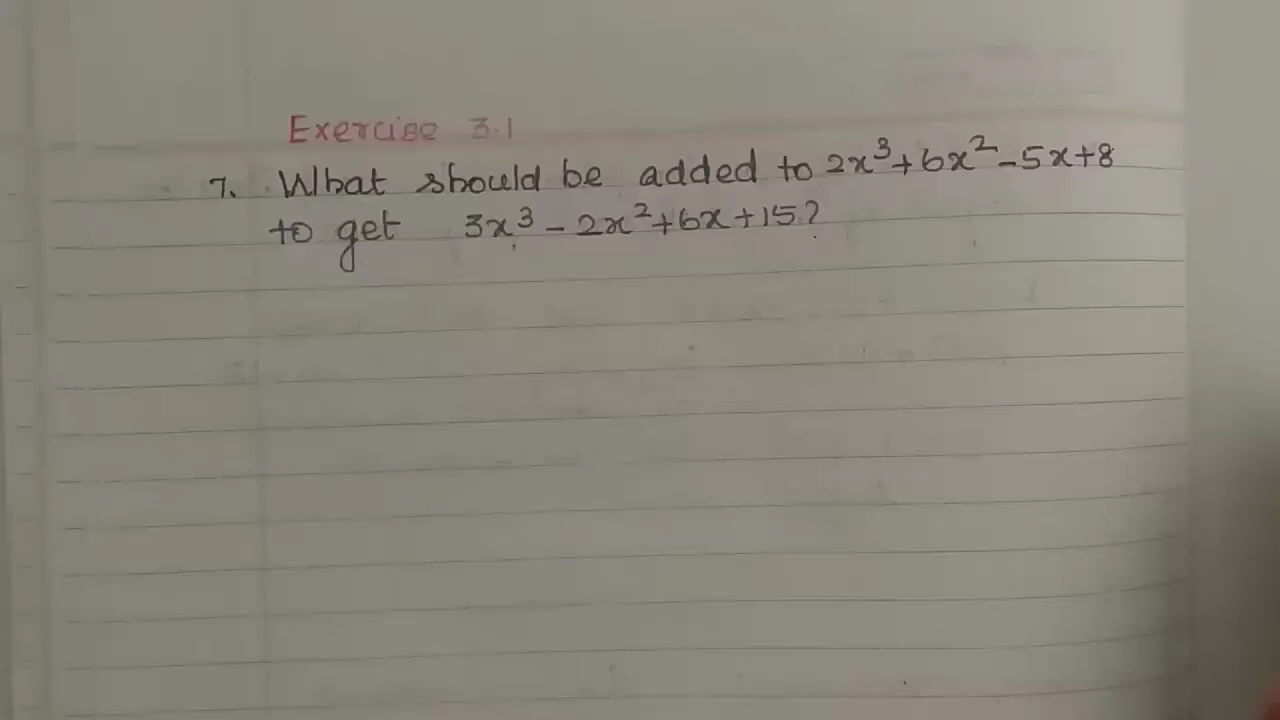 Exercise 3.1
7. What should be added to 2x³+6x²-5x+8
to get 3x³-2x²+6x+15?